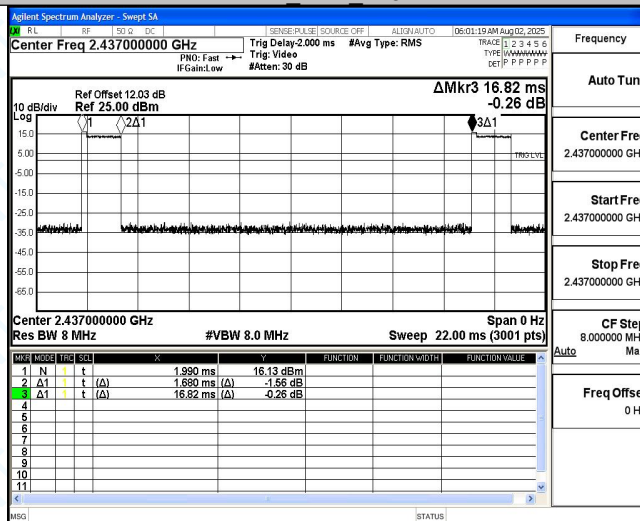 Agilent Spectrum Analyzer - Swept SA
LXI RL RF 50 Ω DC SENSE:PULSE SOURCE OFF ALIGN AUTO 06:01:19 AM Aug 02, 2025
Center Freq 2.437000000 GHz
PNO: Fast
IFGain:Low
Trig Delay-2.000 ms
Trig: Video
#Atten: 30 dB
#Avg Type: RMS
TRACE 1 2 3 4 5 6
TYPE WWWWWW
DET P P P P P P
Ref Offset 12.03 dB
10 dB/div Ref 25.00 dBm
Log
ΔMkr3 16.82 ms
-0.26 dB
1
2Δ1
3Δ1
TRIG LVL
15.0
5.00
-5.00
-15.0
-25.0
-35.0
-45.0
-55.0
-65.0
Center 2.437000000 GHz Span 0 Hz
Res BW 8 MHz #VBW 8.0 MHz Sweep 22.00 ms (3001 pts)
MKR MODE TRC SCL X Y FUNCTION FUNCTION WIDTH FUNCTION VALUE
1 N 1 t 1.990 ms 16.13 dBm
2 Δ1 1 t (Δ) 1.680 ms (Δ) -1.56 dB
3 Δ1 1 t (Δ) 16.82 ms (Δ) -0.26 dB
4
5
6
7
8
9
10
11
MSG STATUS
Frequency
Auto Tun
Center Fre
2.437000000 GH
Start Fre
2.437000000 GH
Stop Fre
2.437000000 GH
CF Step
8.000000 MH
Auto Ma
Freq Offse
0 H